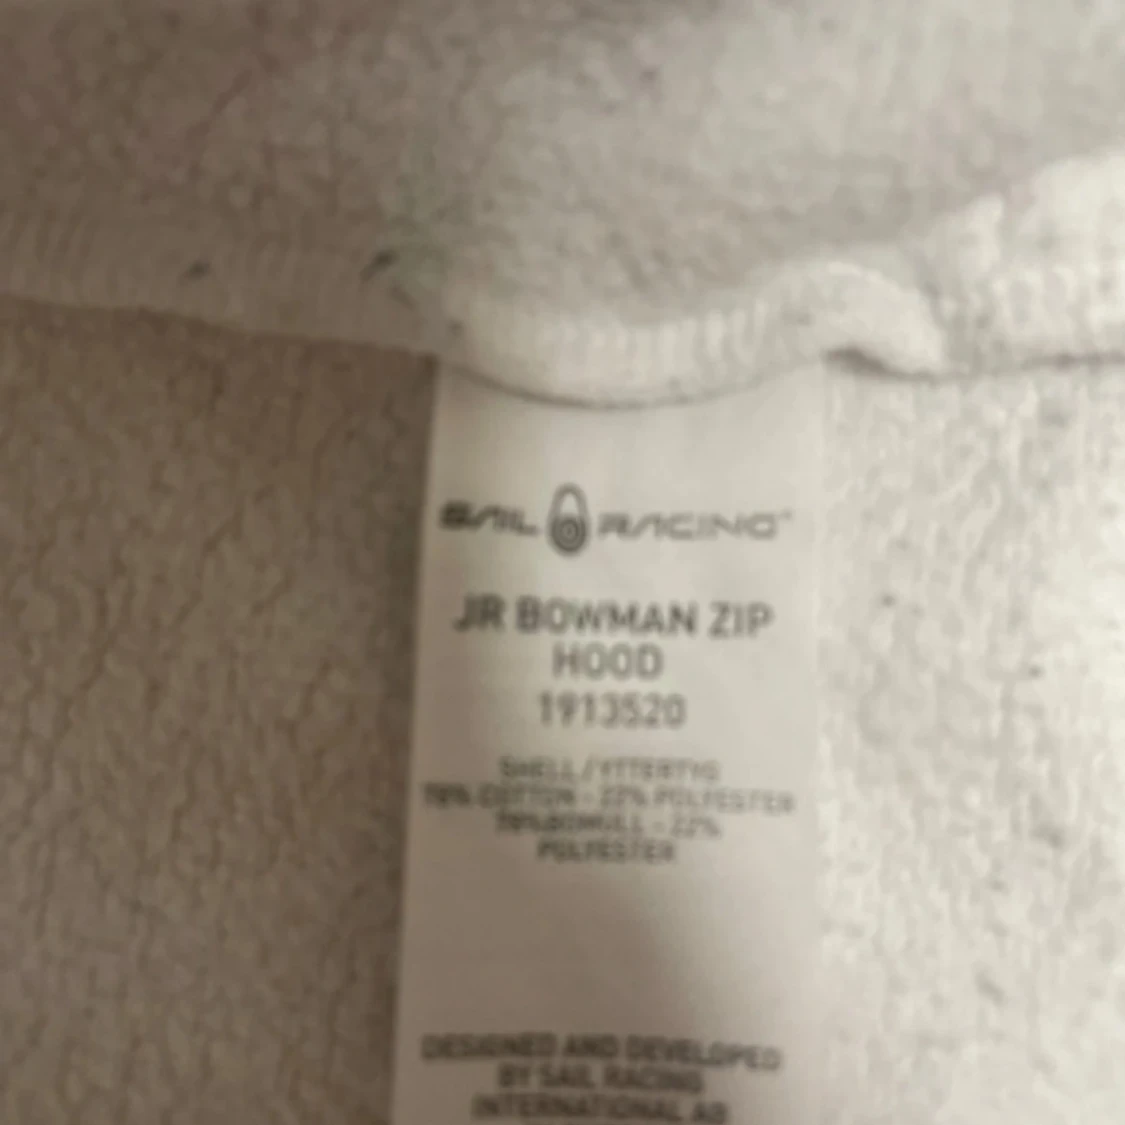 SAIL RACING
JR BOWMAN ZIP
HOOD
1913520
SHELL/YTTERTYG
78% COTTON - 22% POLYESTER
78%BOMULL - 22%
POLYESTER
DESIGNED AND DEVELOPED
BY SAIL RACING
INTERNATIONAL AB